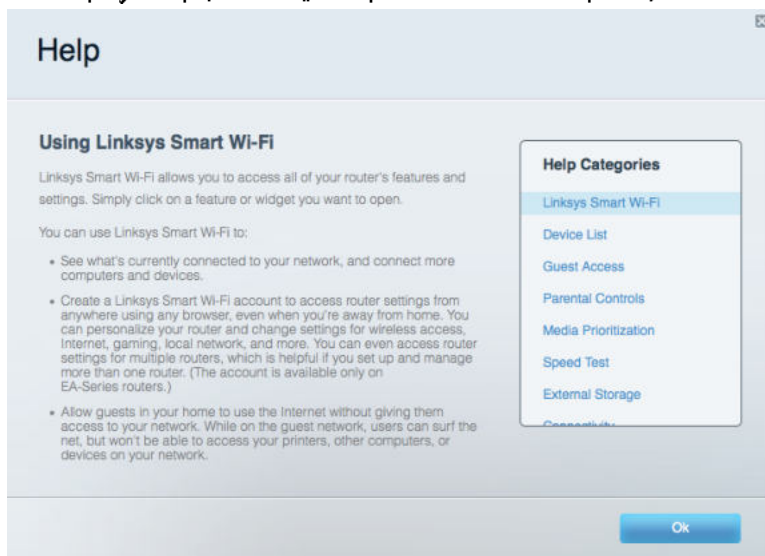 Help
Using Linksys Smart Wi-Fi
Linksys Smart Wi-Fi allows you to access all of your router's features and
settings. Simply click on a feature or widget you want to open.
You can use Linksys Smart Wi-Fi to:
• See what's currently connected to your network, and connect more
computers and devices.
• Create a Linksys Smart Wi-Fi account to access router settings from
anywhere using any browser, even when you're away from home. You
can personalize your router and change settings for wireless access,
Internet, gaming, local network, and more. You can even access router
settings for multiple routers, which is helpful if you set up and manage
more than one router. (The account is available only on
EA-Series routers.)
• Allow guests in your home to use the Internet without giving them
access to your network. While on the guest network, users can surf the
net, but won't be able to access your printers, other computers, or
devices on your network.
Help Categories
Linksys Smart Wi-Fi
Device List
Guest Access
Parental Controls
Media Prioritization
Speed Test
External Storage
Connectivity
Ok